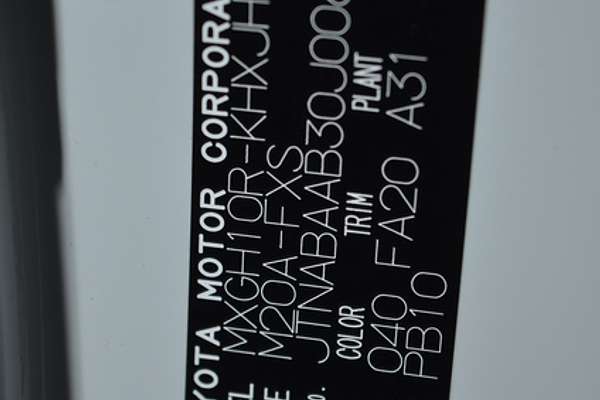 YOTA MOTOR CORPORA
MXGH10R-KHXJH
M20A-FXS
JTNABAAB30J00
COLOR TRIM PLANT
040 FA20 A31
PB10